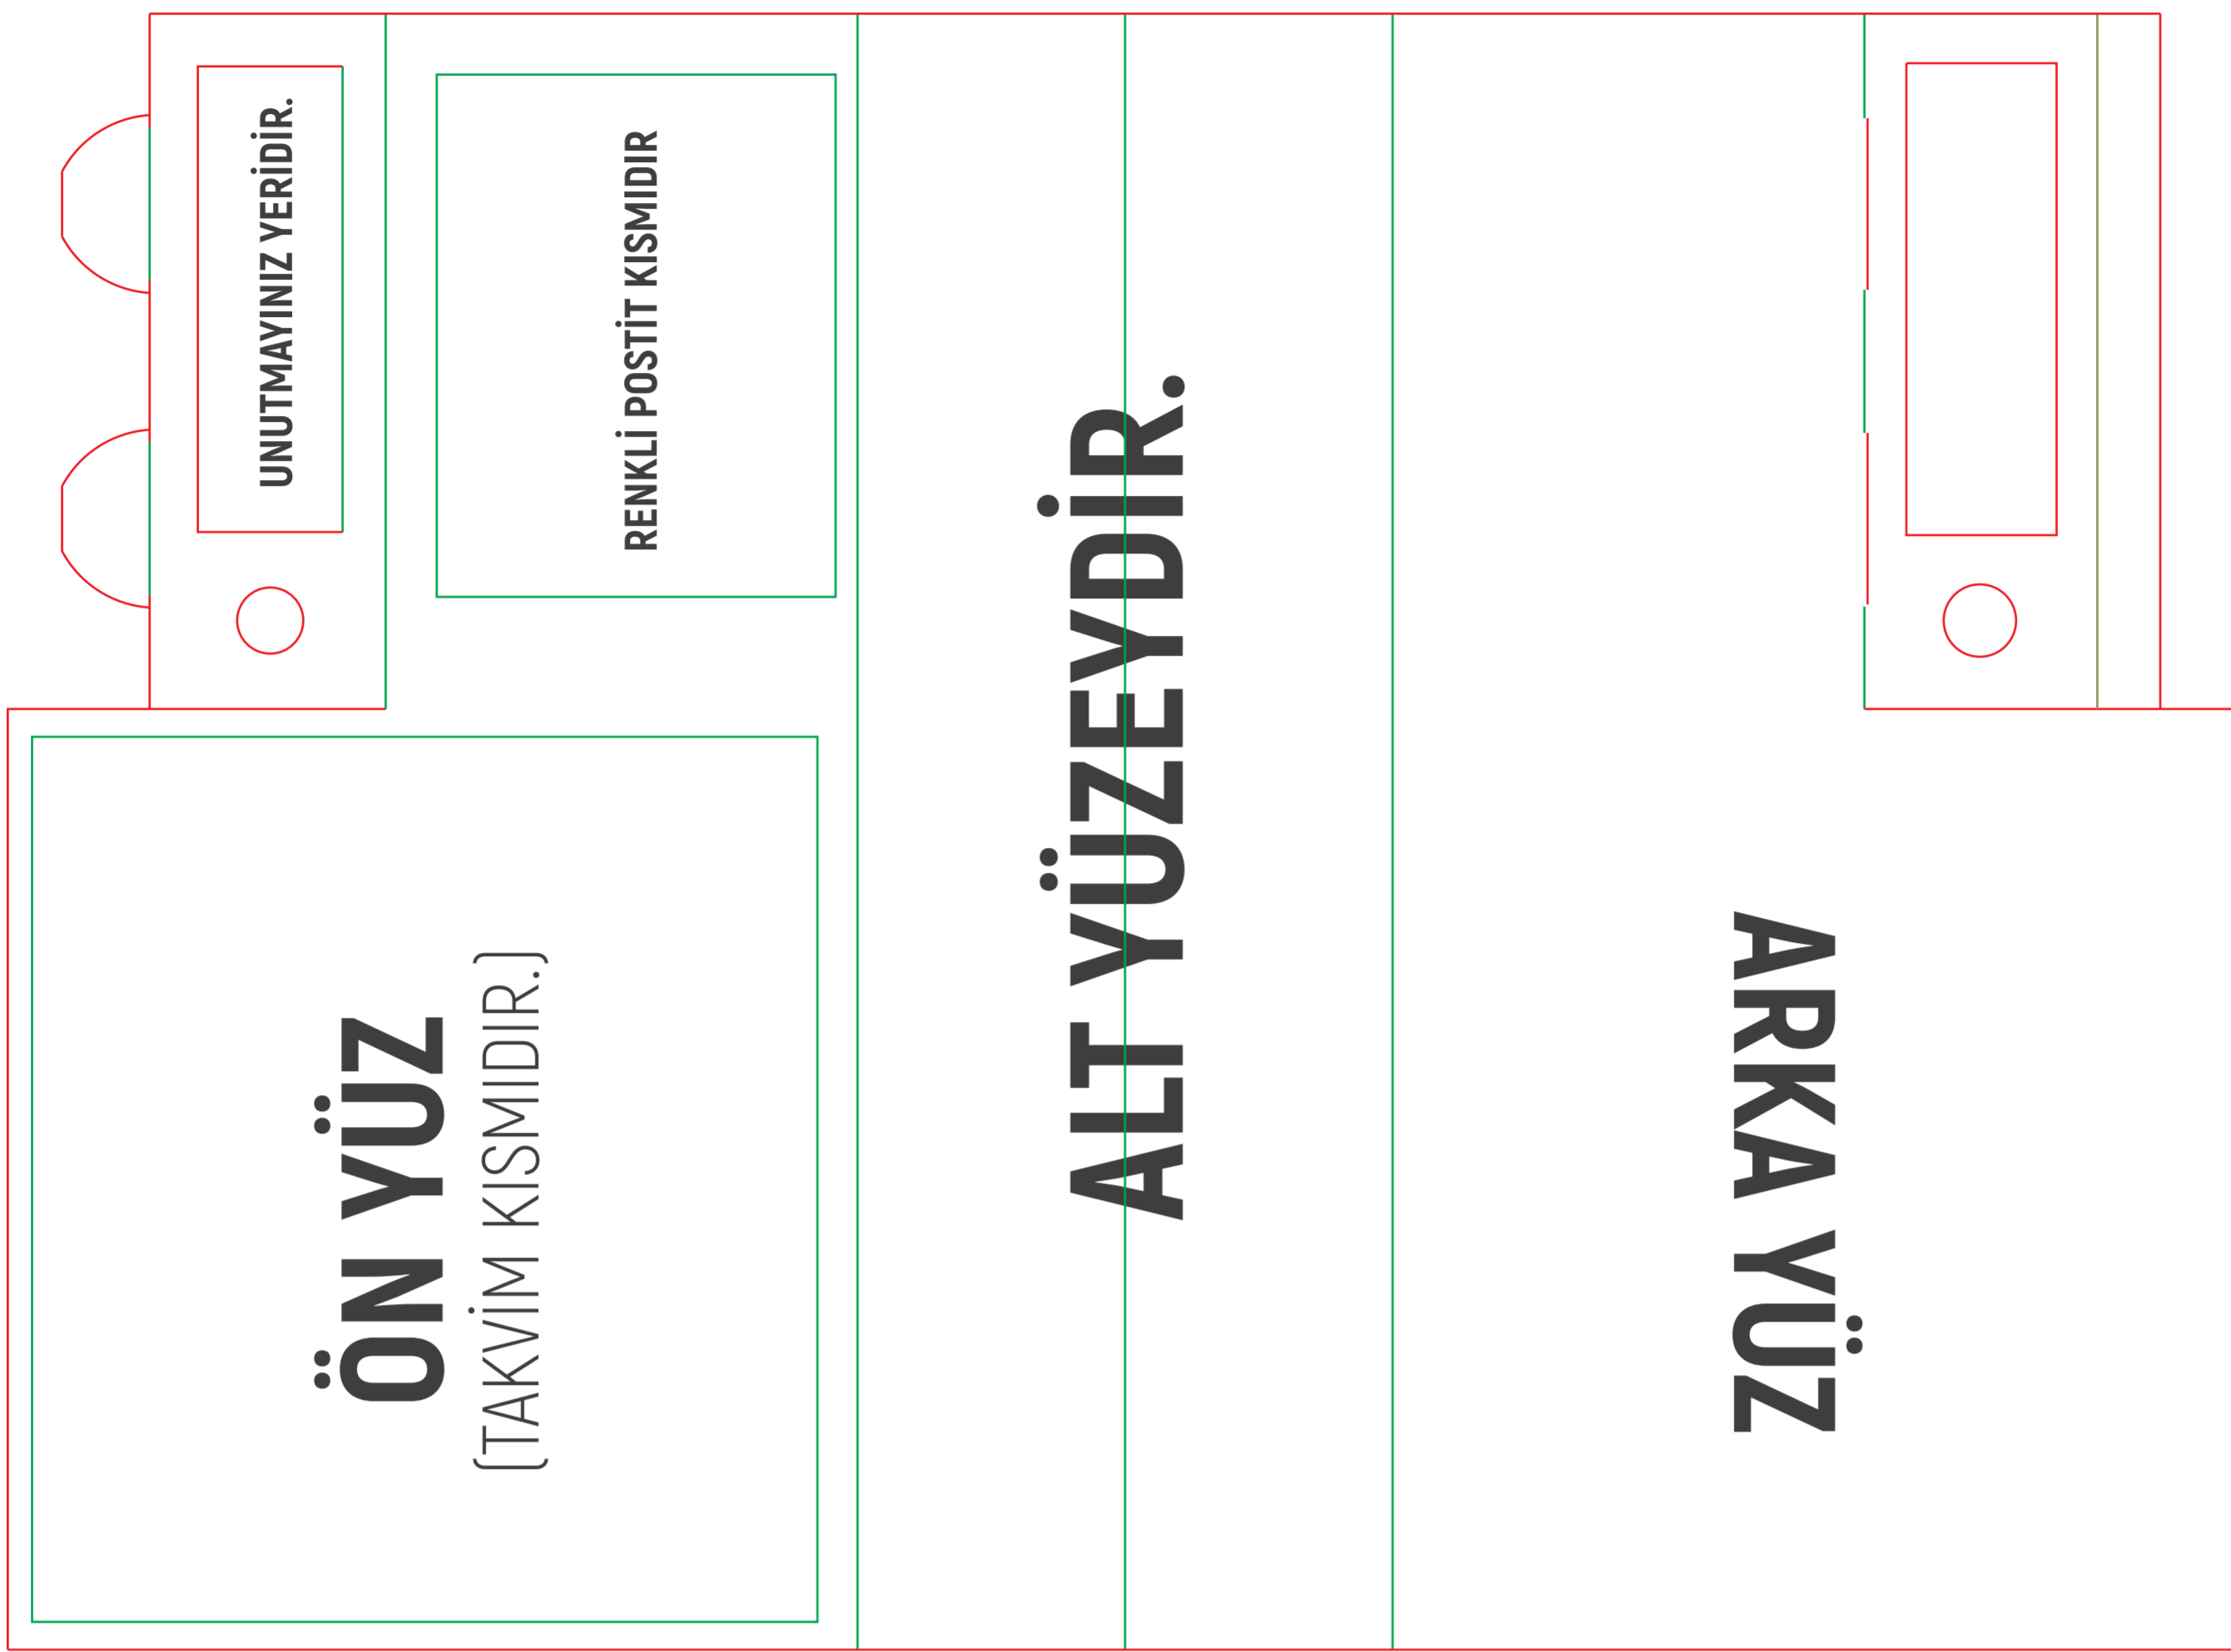 UNUTMAYINIZ YERİDİR.
RENKLİ POSTİT KISMIDIR
ÖN YÜZ
(TAKVİM KISMIDIR.)
ALT YÜZEYDİR.
ARKA YÜZ